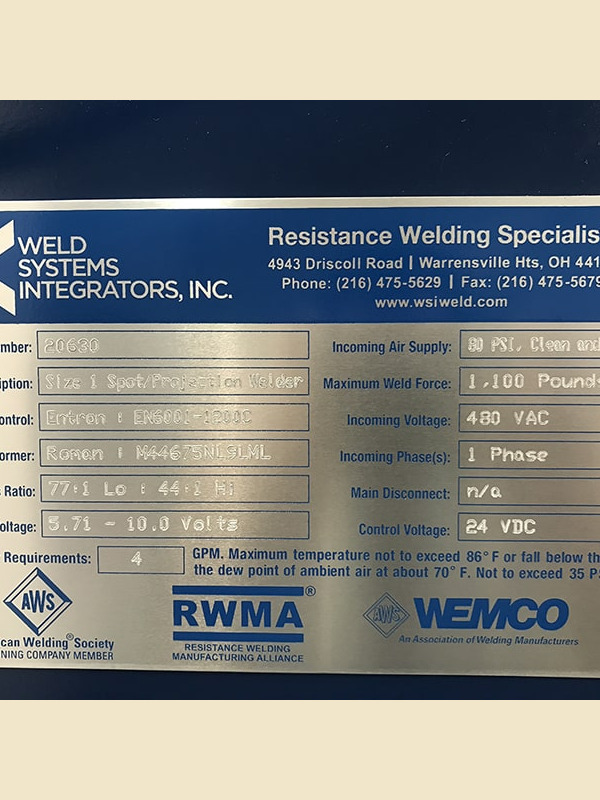 WELD
SYSTEMS
INTEGRATORS, INC.
Resistance Welding Specialis
4943 Driscoll Road | Warrensville Hts, OH 441
Phone: (216) 475-5629 | Fax: (216) 475-5679
www.wsiweld.com
mber: 20630 Incoming Air Supply: 80 PSI, Clean and
iption: Size 1 Spot/Projection Welder Maximum Weld Force: 1,100 Pounds
ontrol: Entron : EN6001-1200C Incoming Voltage: 480 VAC
ormer: Roman : Incoming Phase(s): 1 Phase
s Ratio: 77:1 Lo : 44:1 Hi Main Disconnect: n/a
oltage: 5.71 - 10.0 Volts Control Voltage: 24 VDC
Requirements: 4 GPM. Maximum temperature not to exceed 86° F or fall below th
the dew point of ambient air at about 70° F. Not to exceed 35 PS
AWS
ican Welding® Society
INING COMPANY MEMBER
RWMA®
RESISTANCE WELDING
MANUFACTURING ALLIANCE
AWS WEMCO
An Association of Welding Manufacturers